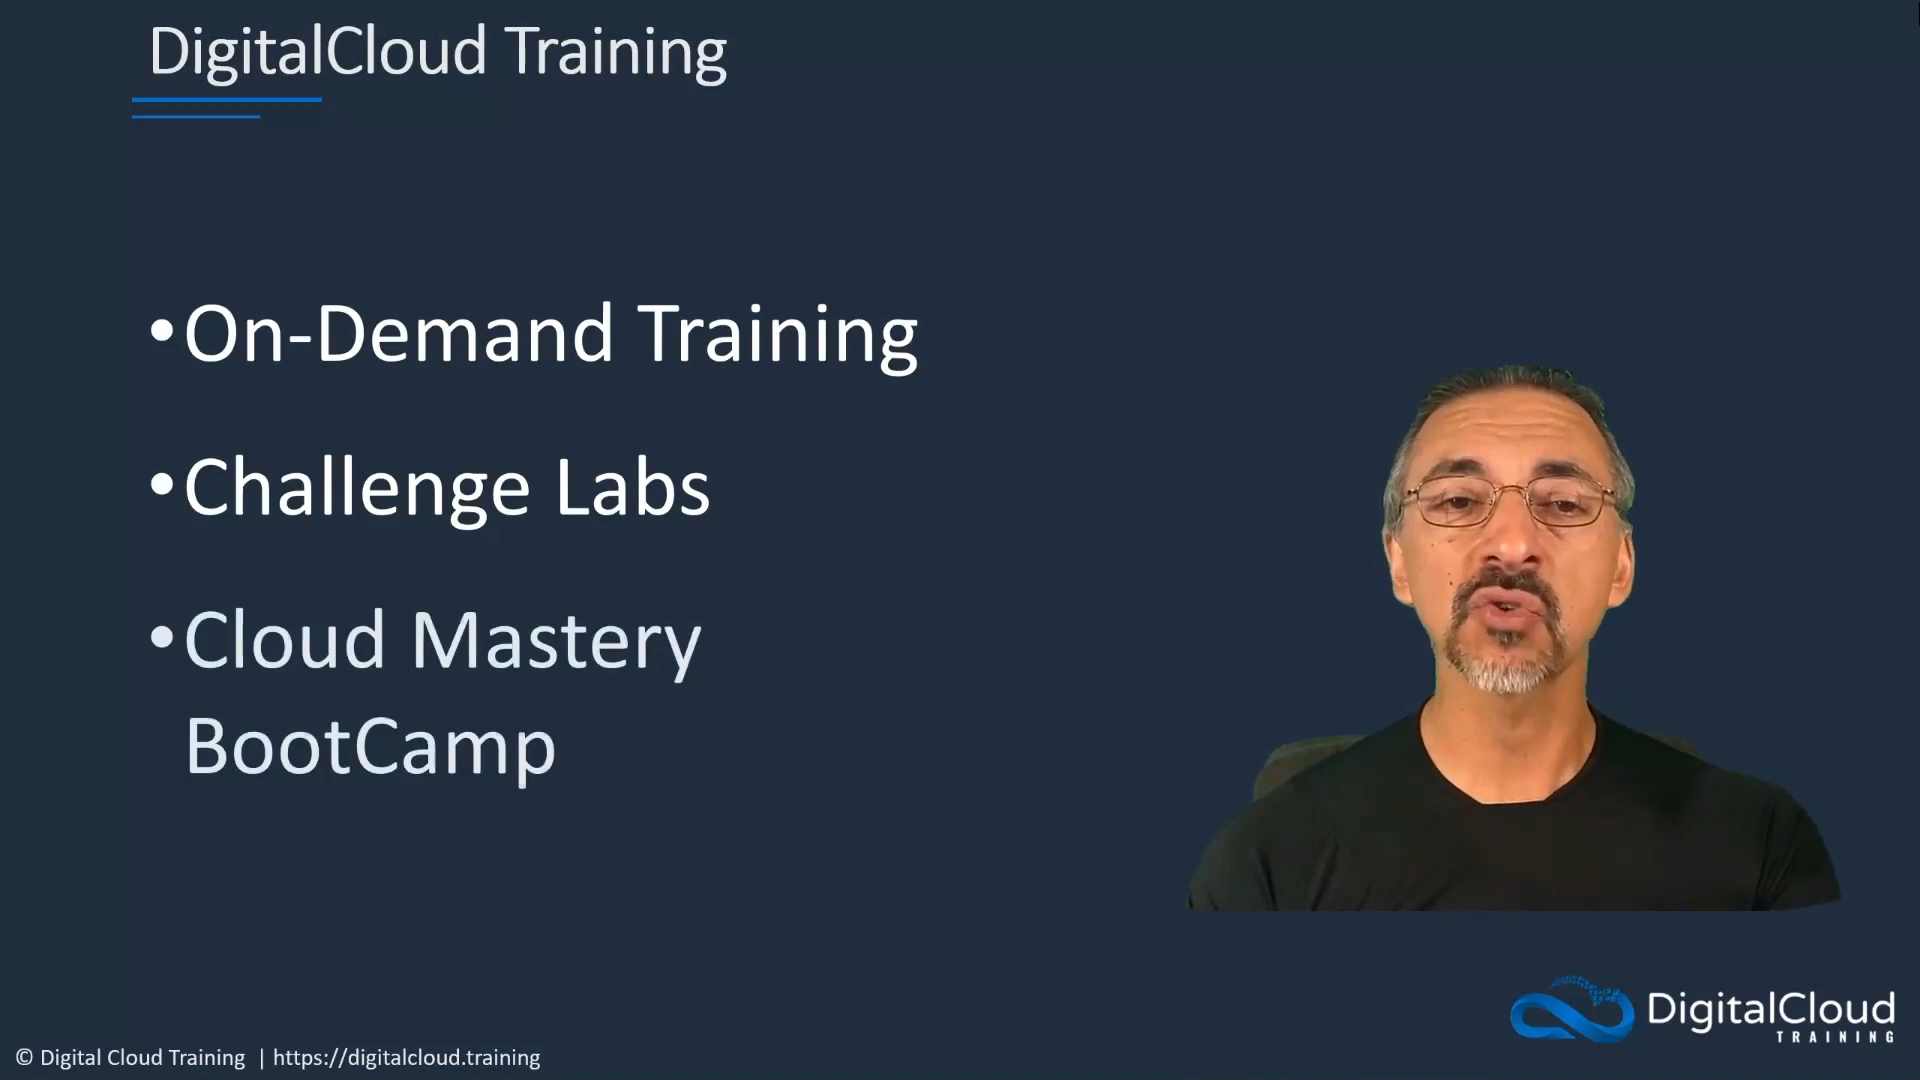 DigitalCloud Training
•On-Demand Training
•Challenge Labs
•Cloud Mastery
BootCamp
DigitalCloud
TRAINING
© Digital Cloud Training | https://digitalcloud.training